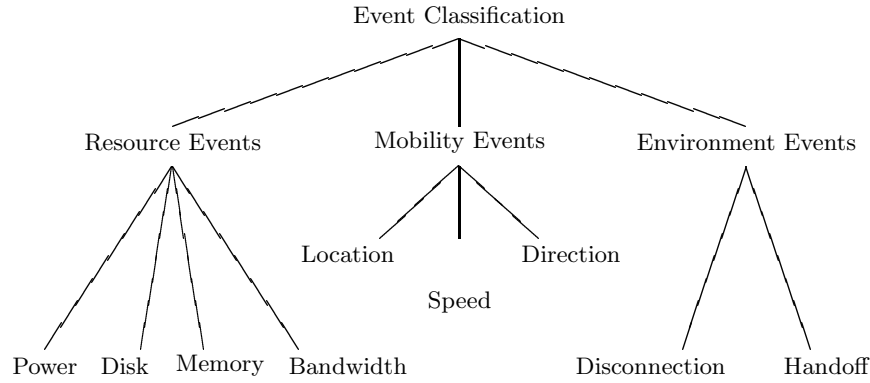 Event Classification
Resource Events
Mobility Events
Environment Events
Location
Direction
Speed
Power
Disk
Memory
Bandwidth
Disconnection
Handoff